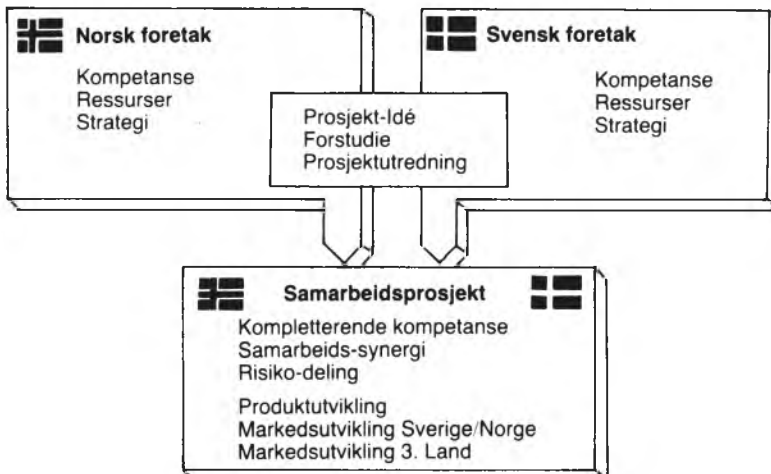 Norsk foretak
Kompetanse
Ressurser
Strategi
Svensk foretak
Kompetanse
Ressurser
Strategi
Prosjekt-Idé
Forstudie
Prosjektutredning
Samarbeidsprosjekt
Kompletterende kompetanse
Samarbeids-synergi
Risiko-deling
Produktutvikling
Markedsutvikling Sverige/Norge
Markedsutvikling 3. Land